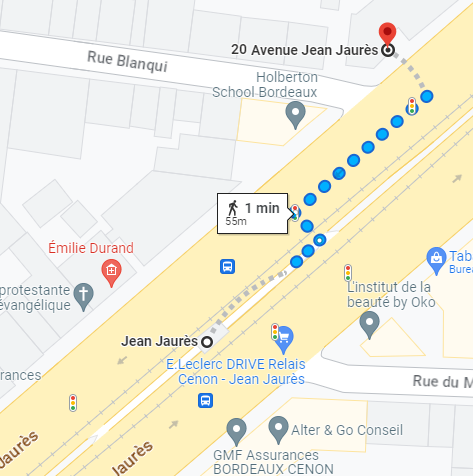 20 Avenue Jean Jaurès
Rue Blanqui
Holberton
School Bordeaux
1 min
55m
Émilie Durand
protestante
évangélique
Tab
Bure
L'institut de la
beauté by Oko
Jean Jaurès
E.Leclerc DRIVE Relais
Cenon - Jean Jaurès
rances
Rue du M
Alter & Go Conseil
Jaurès
Jaurès
GMF Assurances
BORDEAUX CENON